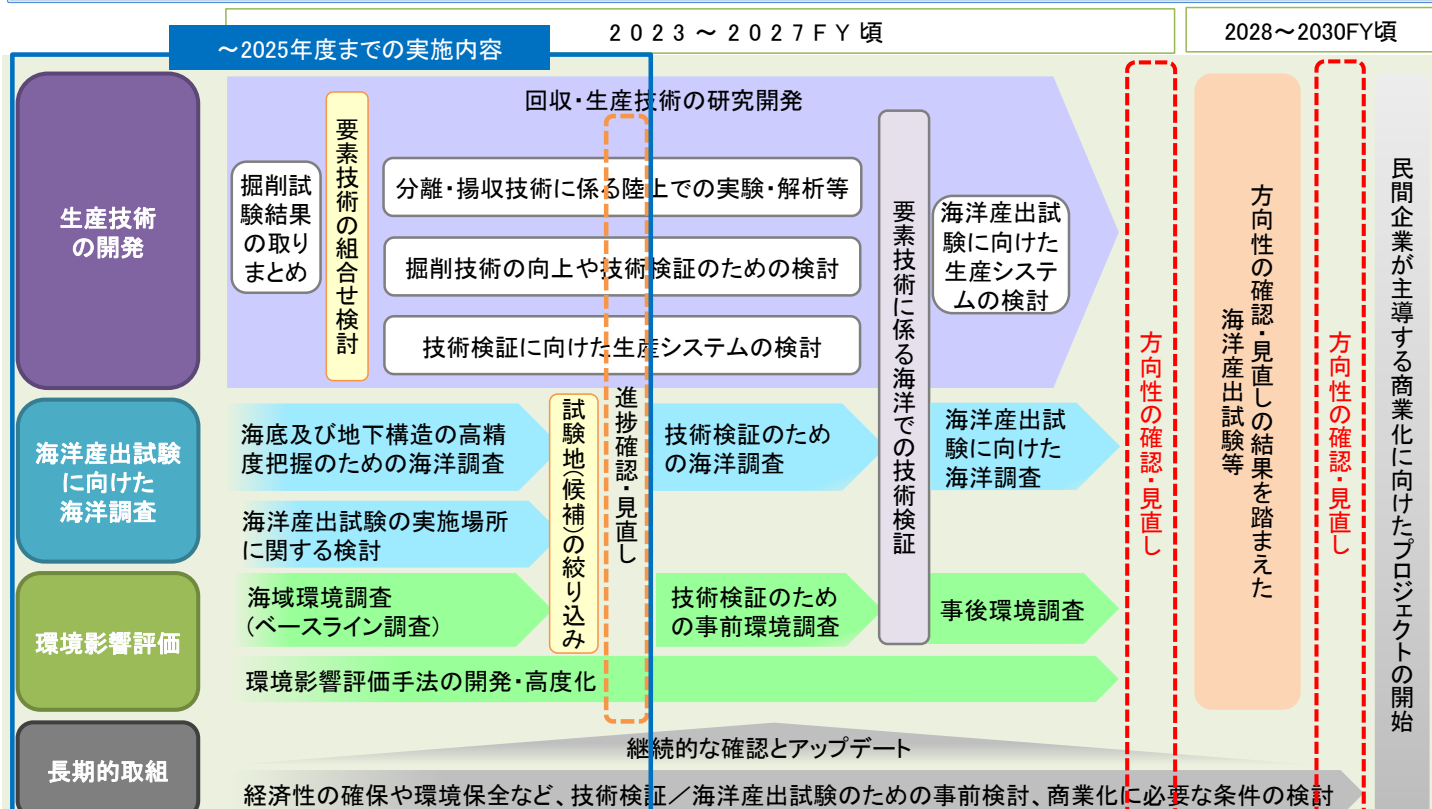 ２０２３～２０２７ＦＹ頃
2028～2030FY頃
～2025年度までの実施内容
生産技術
の開発
回収・生産技術の研究開発
掘削試
験結果
の取り
まとめ
要素技術の組合せ検討
分離・揚収技術に係る陸上での実験・解析等
掘削技術の向上や技術検証のための検討
技術検証に向けた生産システムの検討
進捗確認・見直し
要素技術に係る海洋での技術検証
海洋産出試
験に向けた
生産システ
ムの検討
海洋産出試験
に向けた
海洋調査
海底及び地下構造の高精
度把握のための海洋調査
海洋産出試験の実施場所
に関する検討
試験地（候補）の絞り込み
技術検証のため
の海洋調査
海洋産出試
験に向けた
海洋調査
環境影響評価
海域環境調査
（ベースライン調査）
技術検証のため
の事前環境調査
事後環境調査
環境影響評価手法の開発・高度化
長期的取組
継続的な確認とアップデート
経済性の確保や環境保全など、技術検証／海洋産出試験のための事前検討、商業化に必要な条件の検討
方向性の確認・見直し
方向性の確認・見直しの結果を踏まえた
海洋産出試験等
方向性の確認・見直し
民間企業が主導する商業化に向けたプロジェクトの開始